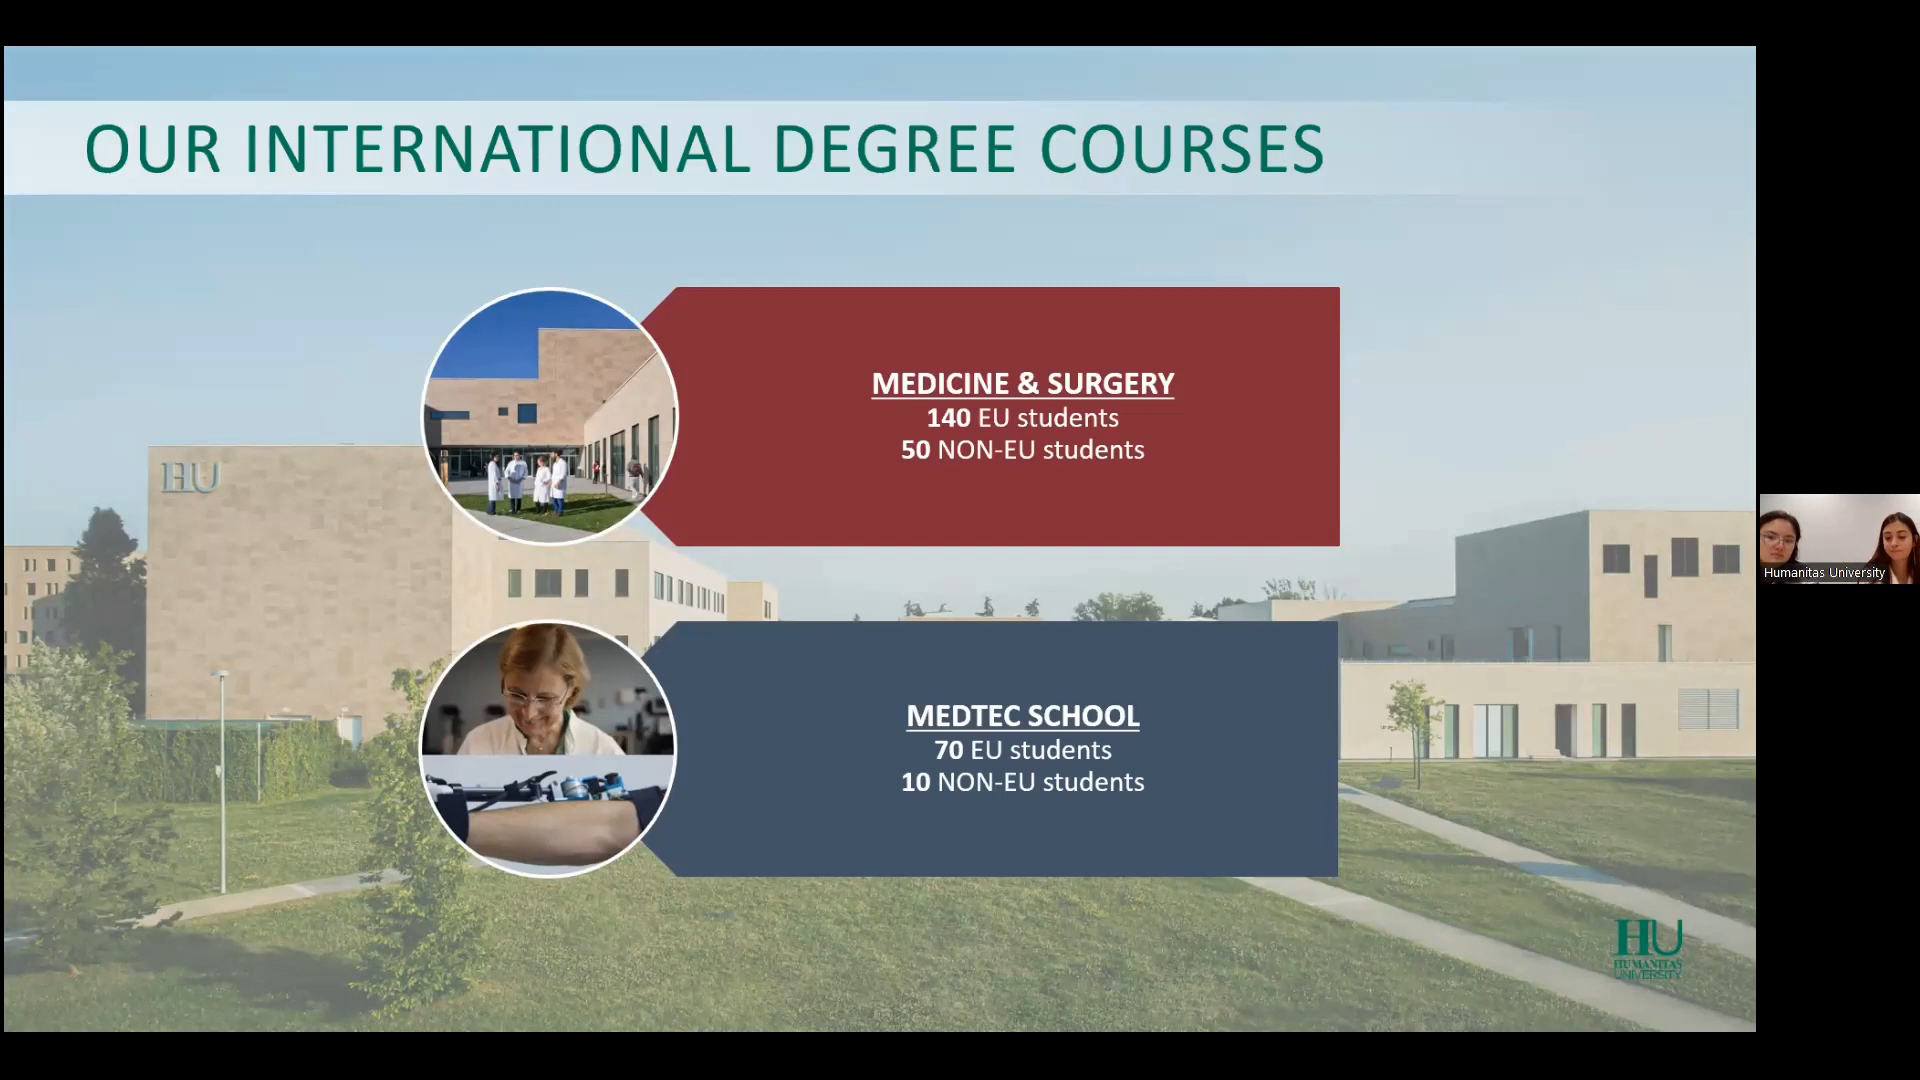 OUR INTERNATIONAL DEGREE COURSES
MEDICINE & SURGERY
140 EU students
50 NON-EU students
HU
MEDTEC SCHOOL
70 EU students
10 NON-EU students
Humanitas University
HU
HUMANITAS
UNIVERSITY